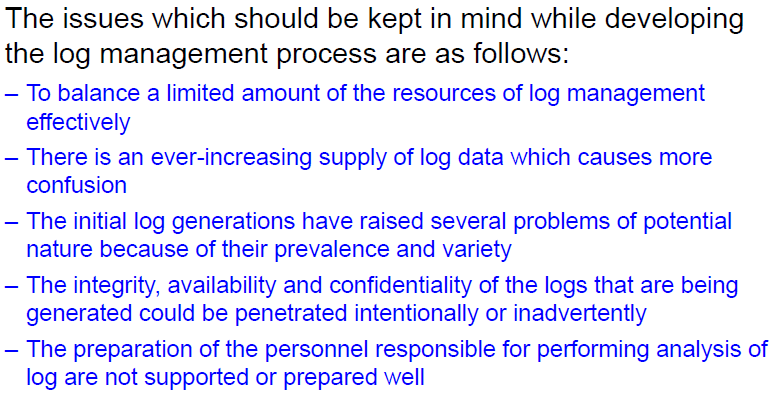 The issues which should be kept in mind while developing
the log management process are as follows:
– To balance a limited amount of the resources of log management
effectively
– There is an ever-increasing supply of log data which causes more
confusion
– The initial log generations have raised several problems of potential
nature because of their prevalence and variety
– The integrity, availability and confidentiality of the logs that are being
generated could be penetrated intentionally or inadvertently
– The preparation of the personnel responsible for performing analysis of
log are not supported or prepared well